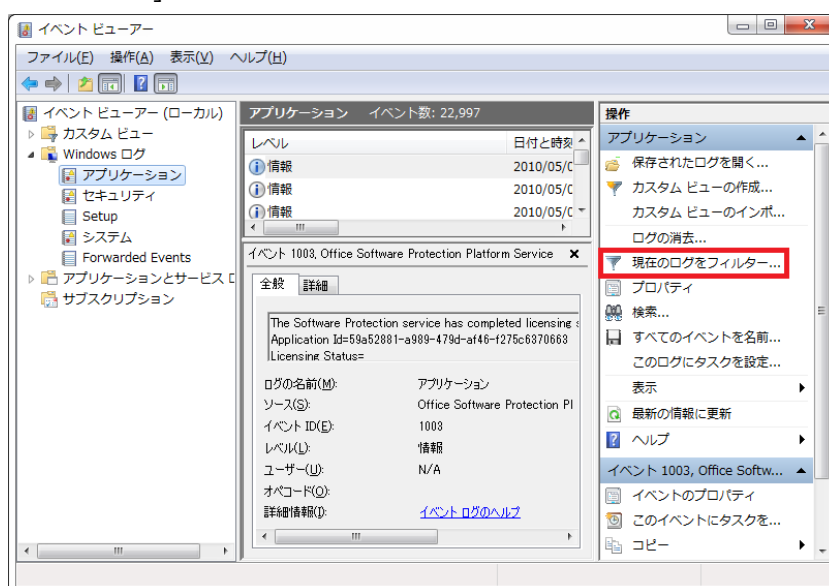 イベント ビューアー
ファイル(F) 操作(A) 表示(V) ヘルプ(H)
イベント ビューアー (ローカル)
カスタム ビュー
Windows ログ
アプリケーション
セキュリティ
Setup
システム
Forwarded Events
アプリケーションとサービス
サブスクリプション
アプリケーション イベント数: 22,997
レベル 日付と時刻
情報 2010/05/0
情報 2010/05/0
情報 2010/05/0
イベント 1003, Office Software Protection Platform Service
全般 詳細
The Software Protection service has completed licensing
Application Id=59a52881-a989-479d-af46-f275c6370663
Licensing Status=
ログの名前(M): アプリケーション
ソース(S): Office Software Protection Pl
イベント ID(E): 1003
レベル(L): 情報
ユーザー(U): N/A
オペコード(O):
詳細情報(I): イベント ログのヘルプ
操作
アプリケーション
保存されたログを開く...
カスタム ビューの作成...
カスタム ビューのインポ...
ログの消去...
現在のログをフィルター...
プロパティ
検索...
すべてのイベントを名前...
このログにタスクを設定...
表示
最新の情報に更新
ヘルプ
イベント 1003, Office Softw...
イベントのプロパティ
このイベントにタスクを...
コピー